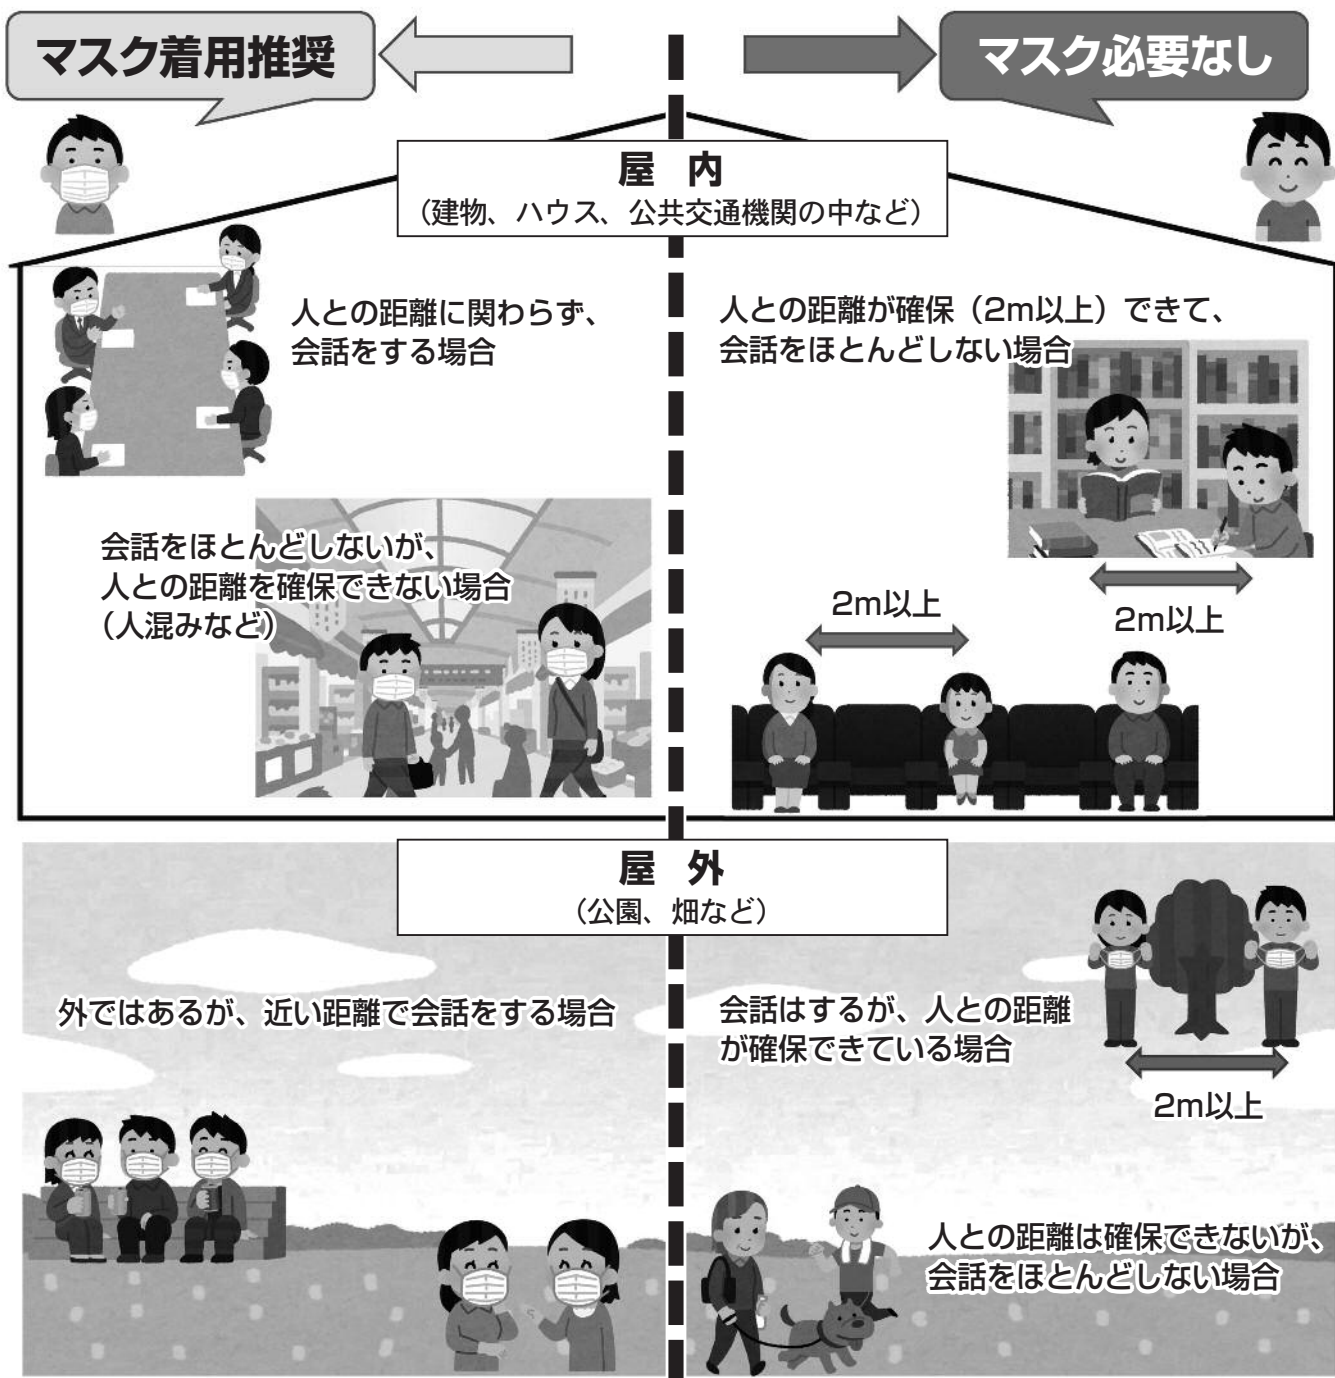 マスク着用推奨
マスク必要なし
屋内
（建物、ハウス、公共交通機関の中など）
人との距離に関わらず、
会話をする場合
会話をほとんどしないが、
人との距離を確保できない場合
（人混みなど）
人との距離が確保（2m以上）できて、
会話をほとんどしない場合
2m以上
2m以上
屋外
（公園、畑など）
外ではあるが、近い距離で会話をする場合
会話はするが、人との距離
が確保できている場合
2m以上
人との距離は確保できないが、
会話をほとんどしない場合